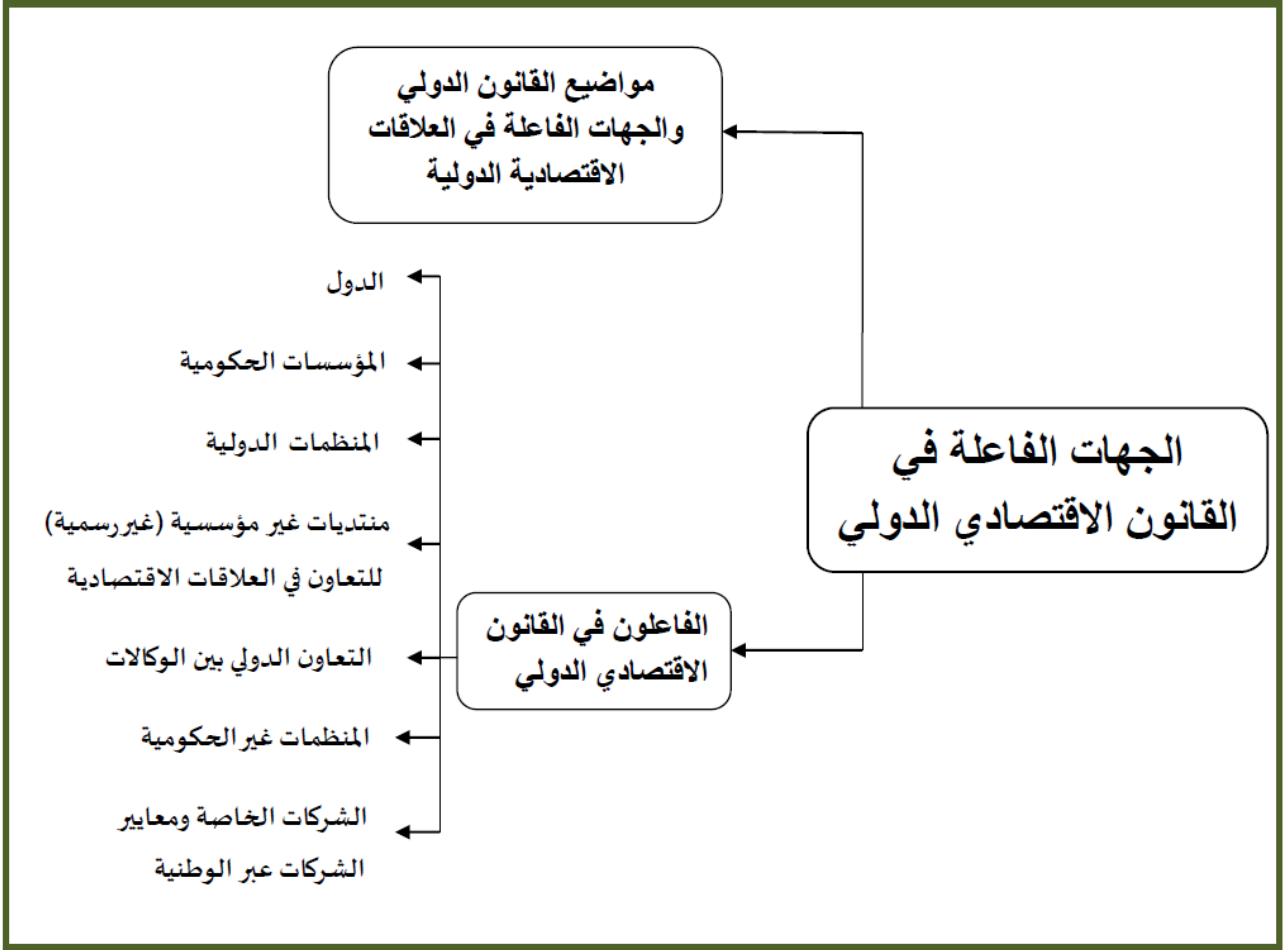 مواضيع القانون الدولي
والجهات الفاعلة في العلاقات
الاقتصادية الدولية
الجهات الفاعلة في
القانون الاقتصادي الدولي
الفاعلون في القانون
الاقتصادي الدولي
الدول
المؤسسات الحكومية
المنظمات الدولية
منتديات غير مؤسسية (غير رسمية)
للتعاون في العلاقات الاقتصادية
التعاون الدولي بين الوكالات
المنظمات غير الحكومية
الشركات الخاصة ومعايير
الشركات عبر الوطنية